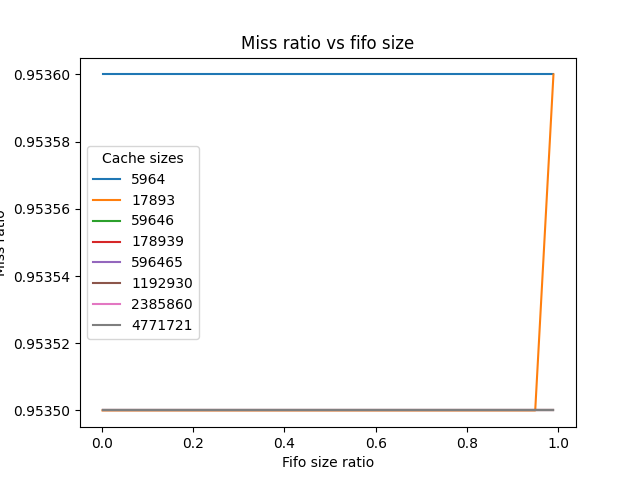 Miss ratio vs fifo size
0.95360
0.95358
0.95356
0.95354
0.95352
0.95350
Miss ratio
Cache sizes
5964
17893
59646
178939
596465
1192930
2385860
4771721
0.0 0.2 0.4 0.6 0.8 1.0
Fifo size ratio